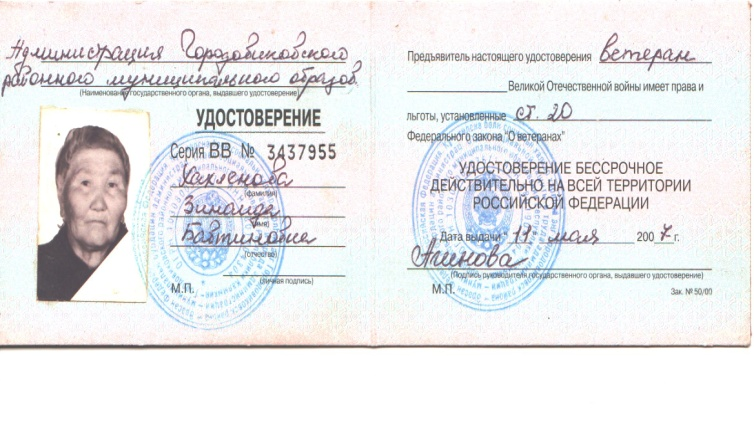 Администрация Городовиковского
районного муниципального образов.
(Наименование государственного органа, выдавшего удостоверение)
УДОСТОВЕРЕНИЕ
Серия ВВ № 3437955
Хахленова
(фамилия)
Зинаида
(имя)
Бавтиновна
(отчество)
(личная подпись)
М.П.
Предъявитель настоящего удостоверения ветеран
Великой Отечественной войны имеет права и
льготы, установленные ст. 20
Федерального закона "О ветеранах"
УДОСТОВЕРЕНИЕ БЕССРОЧНОЕ
ДЕЙСТВИТЕЛЬНО НА ВСЕЙ ТЕРРИТОРИИ
РОССИЙСКОЙ ФЕДЕРАЦИИ
Дата выдачи 11 мая 2007 г.
(Подпись руководителя государственного органа, выдавшего удостоверение)
М.П.
Зак. № 50/00